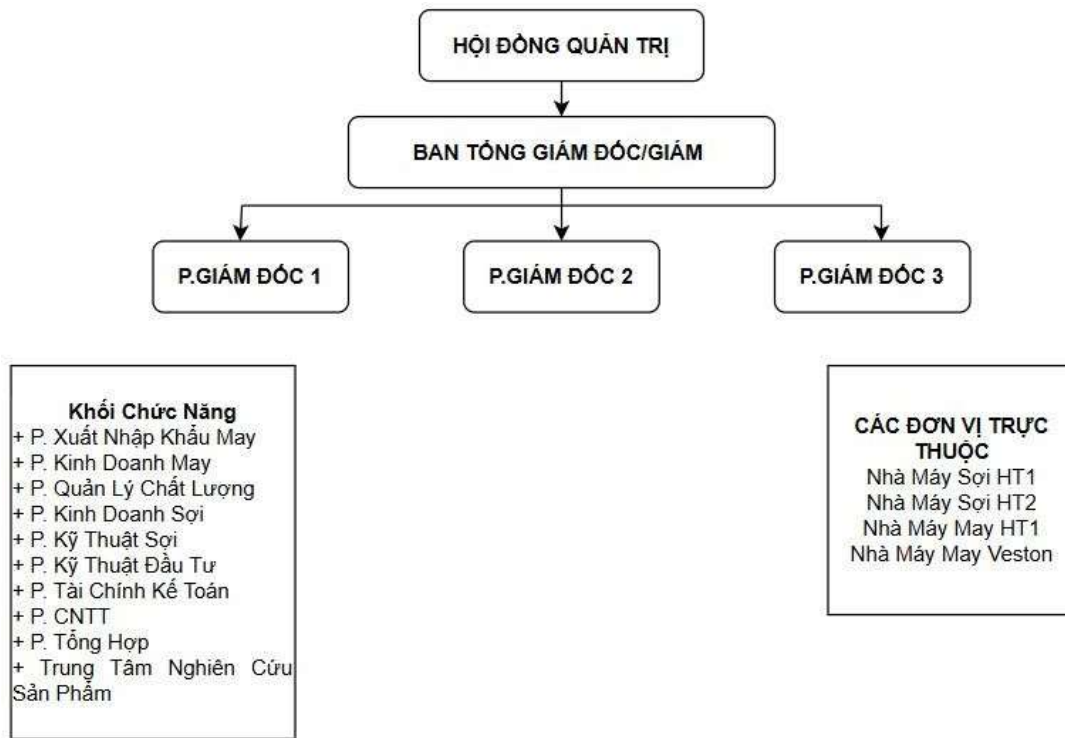 HỘI ĐỒNG QUẢN TRỊ
BAN TỔNG GIÁM ĐỐC/GIÁM
P.GIÁM ĐỐC 1
P.GIÁM ĐỐC 2
P.GIÁM ĐỐC 3
Khối Chức Năng
+ P. Xuất Nhập Khẩu May
+ P. Kinh Doanh May
+ P. Quản Lý Chất Lượng
+ P. Kinh Doanh Sợi
+ P. Kỹ Thuật Sợi
+ P. Kỹ Thuật Đầu Tư
+ P. Tài Chính Kế Toán
+ P. CNTT
+ P. Tổng Hợp
+ Trung Tâm Nghiên Cứu
Sản Phẩm
CÁC ĐƠN VỊ TRỰC
THUỘC
Nhà Máy Sợi HT1
Nhà Máy Sợi HT2
Nhà Máy May HT1
Nhà Máy May Veston